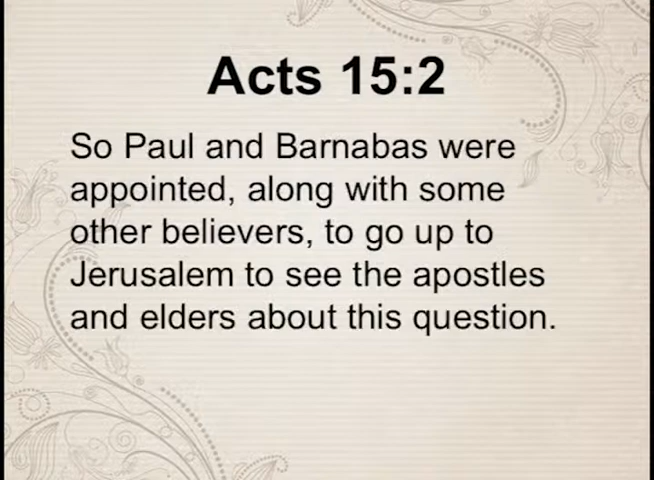 Acts 15:2
So Paul and Barnabas were
appointed, along with some
other believers, to go up to
Jerusalem to see the apostles
and elders about this question.